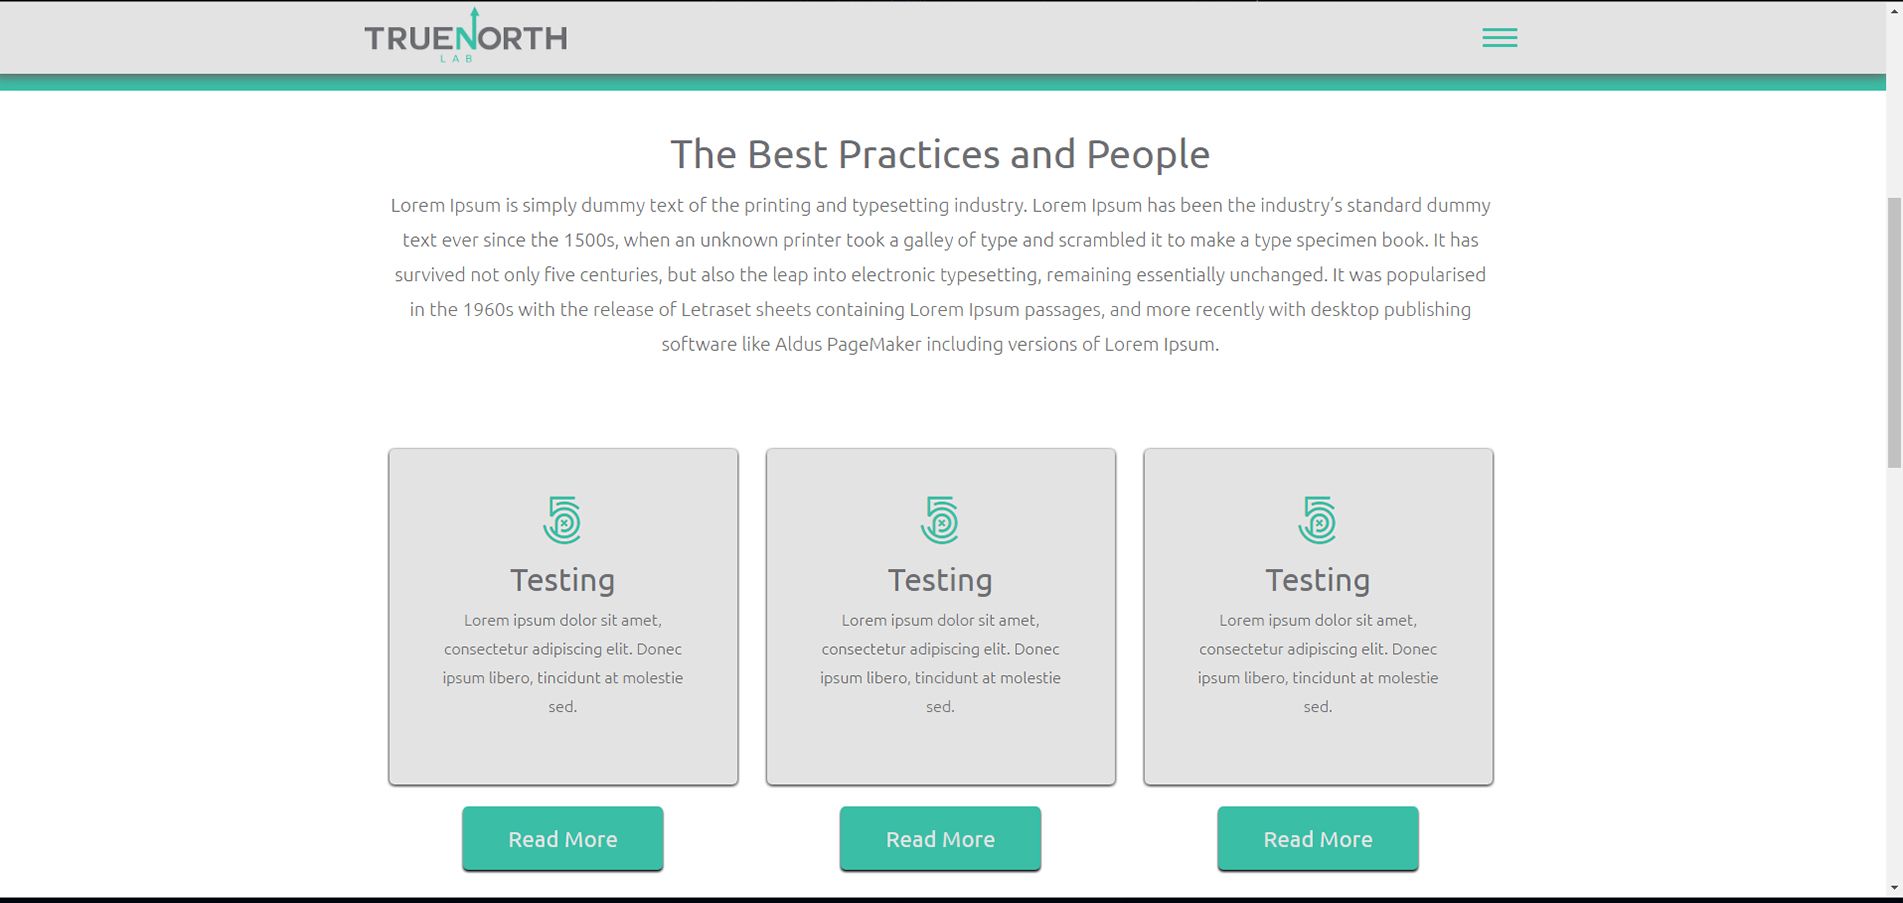 TRUENORTH
LAB
The Best Practices and People
Lorem Ipsum is simply dummy text of the printing and typesetting industry. Lorem Ipsum has been the industry’s standard dummy
text ever since the 1500s, when an unknown printer took a galley of type and scrambled it to make a type specimen book. It has
survived not only five centuries, but also the leap into electronic typesetting, remaining essentially unchanged. It was popularised
in the 1960s with the release of Letraset sheets containing Lorem Ipsum passages, and more recently with desktop publishing
software like Aldus PageMaker including versions of Lorem Ipsum.
5
Testing
Lorem ipsum dolor sit amet,
consectetur adipiscing elit. Donec
ipsum libero, tincidunt at molestie
sed.
Read More
5
Testing
Lorem ipsum dolor sit amet,
consectetur adipiscing elit. Donec
ipsum libero, tincidunt at molestie
sed.
Read More
5
Testing
Lorem ipsum dolor sit amet,
consectetur adipiscing elit. Donec
ipsum libero, tincidunt at molestie
sed.
Read More